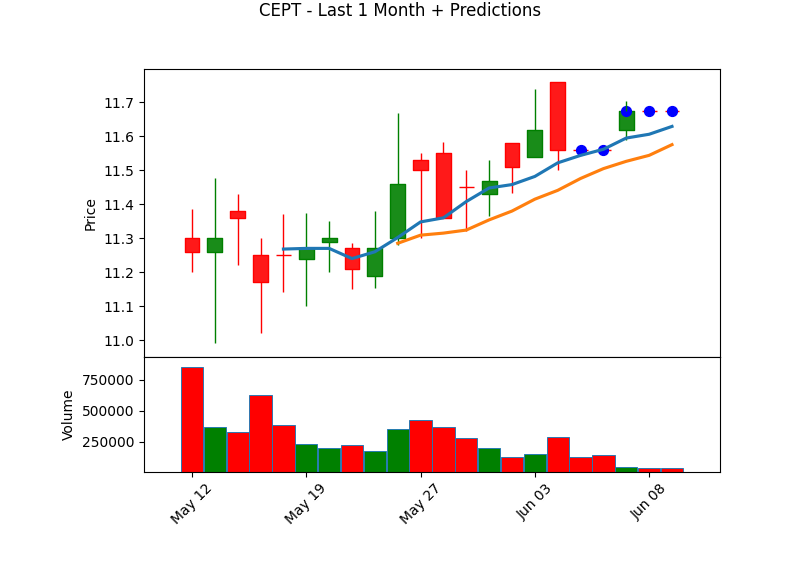 CEPT - Last 1 Month + Predictions
Price
11.7
11.6
11.5
11.4
11.3
11.2
11.1
11.0
Volume
750000
500000
250000
May 12
May 19
May 27
Jun 03
Jun 08